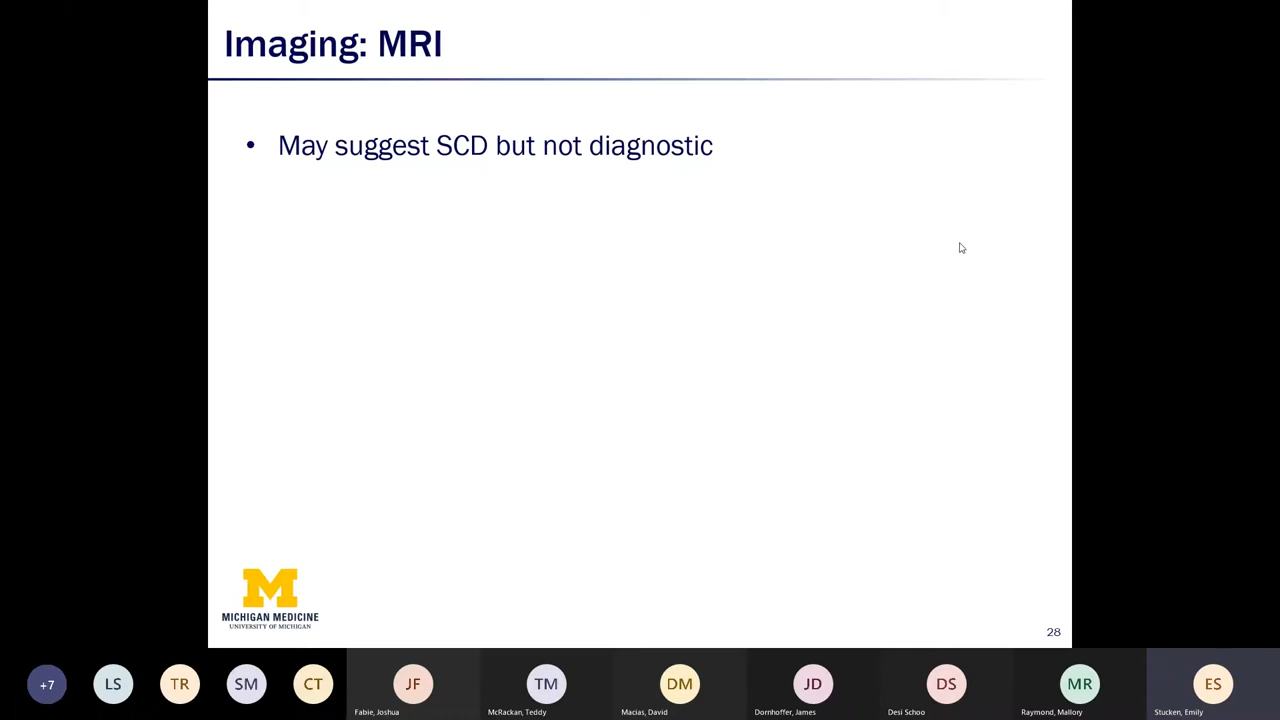 Imaging: MRI
• May suggest SCD but not diagnostic
M
MICHIGAN MEDICINE
UNIVERSITY OF MICHIGAN
28
+7 LS TR SM CT JF TM DM JD DS MR ES
Fabie, Joshua McRackan, Teddy Macias, David Dornhoffer, James Desi Schoo Raymond, Mallory Stucken, Emily